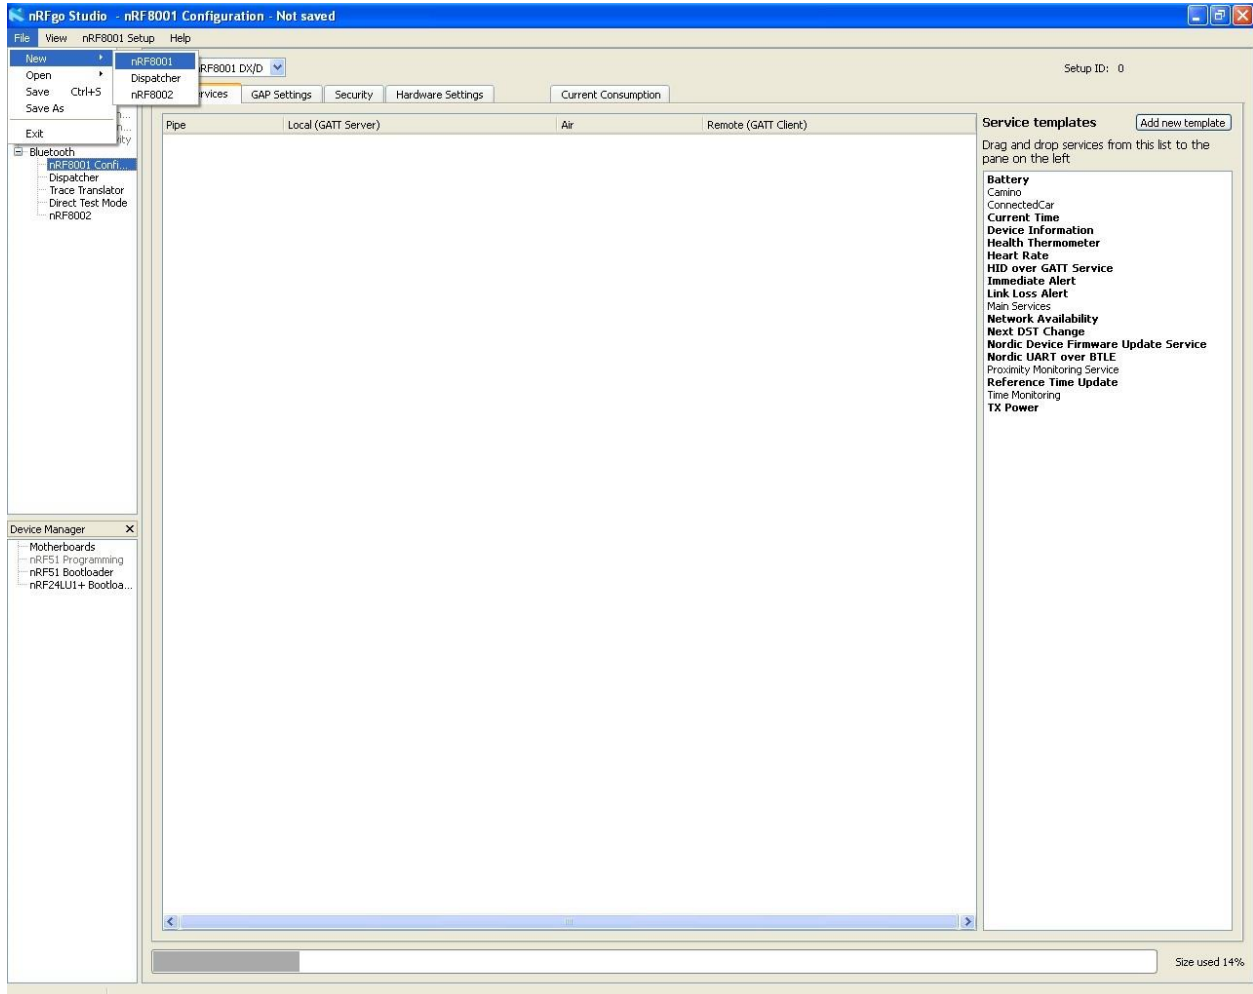 nRFgo Studio - nRF8001 Configuration - Not saved
File View nRF8001 Setup Help
New
Open
Save Ctrl+S
Save As
Exit
nRF8001
Dispatcher
nRF8002
nRF8001 DX/D
Setup ID: 0
GAP Settings Security Hardware Settings Current Consumption
Bluetooth
nRF8001 Confi...
Dispatcher
Trace Translator
Direct Test Mode
nRF8002
Device Manager
Motherboards
nRF51 Programming
nRF51 Bootloader
nRF24LU1+ Bootloa...
Pipe Local (GATT Server) Air Remote (GATT Client)
Service templates Add new template
Drag and drop services from this list to the
pane on the left
Battery
Camino
ConnectedCar
Current Time
Device Information
Health Thermometer
Heart Rate
HID over GATT Service
Immediate Alert
Link Loss Alert
Main Services
Network Availability
Next DST Change
Nordic Device Firmware Update Service
Nordic UART over BTLE
Proximity Monitoring Service
Reference Time Update
Time Monitoring
TX Power
Size used 14%